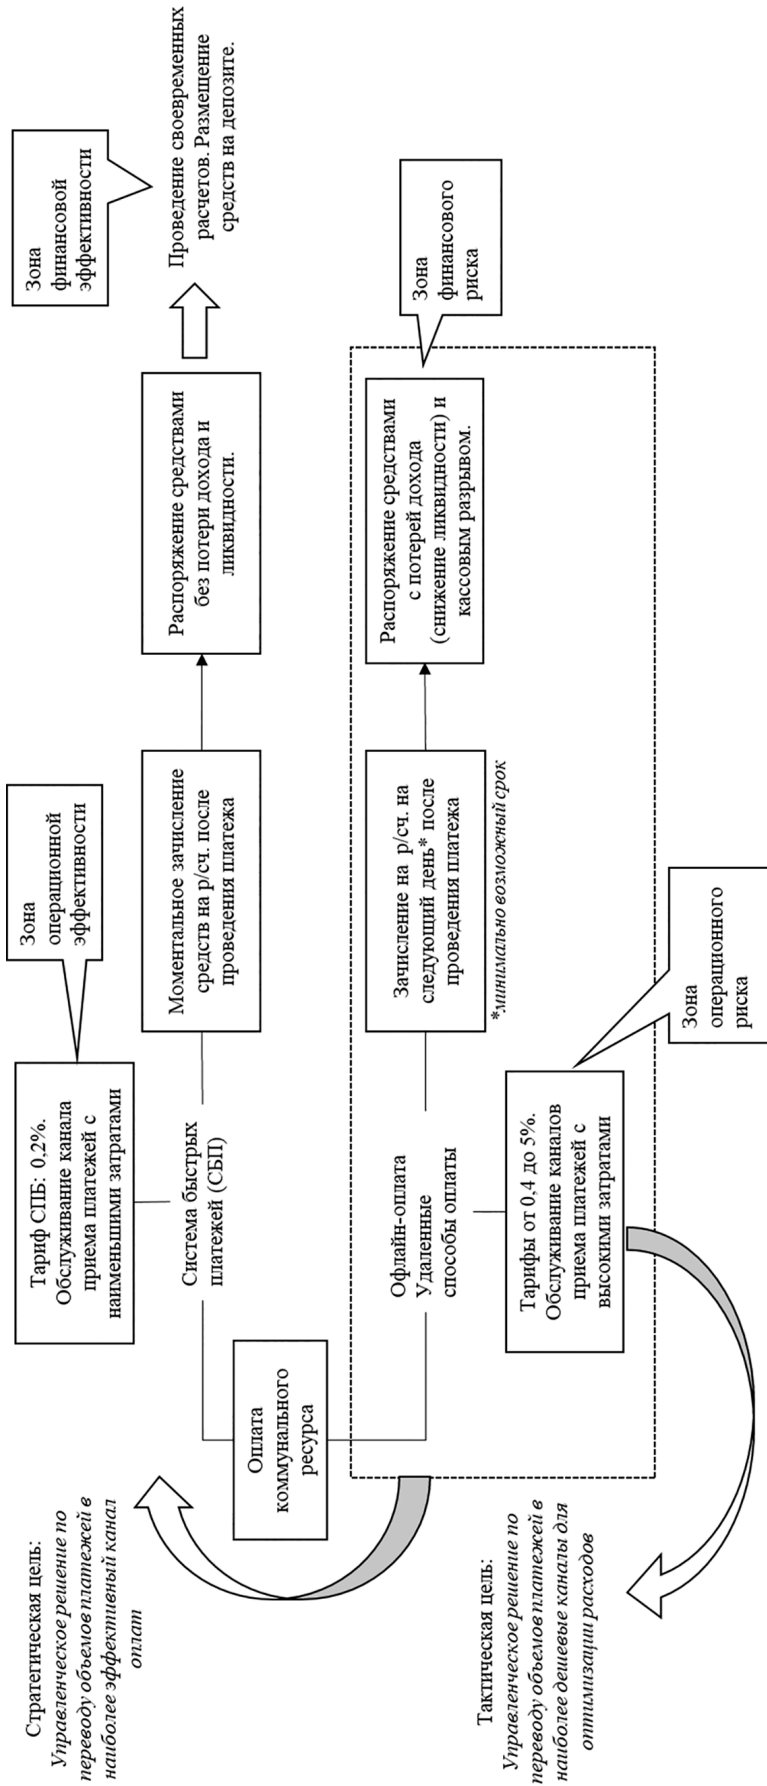 Стратегическая цель:
Управленческое решение по
переводу объемов платежей в
наиболее эффективный канал
оплат
Тариф СПБ: 0,2%.
Обслуживание канала
приема платежей с
наименьшими затратами
Зона
операционной
эффективности
Зона
финансовой
эффективности
Система быстрых
платежей (СБП)
Моментальное зачисление
средств на р/сч. после
проведения платежа
Распоряжение средствами
без потери дохода и
ликвидности.
Проведение своевременных
расчетов. Размещение
средств на депозите.
Оплата
коммунального
ресурса
Офлайн-оплата
Удаленные
способы оплаты
Зачисление на р/сч. на
следующий день* после
проведения платежа
*минимально возможный срок
Распоряжение средствами
с потерей дохода
(снижение ликвидности) и
кассовым разрывом.
Зона
финансового
риска
Тарифы от 0,4 до 5%.
Обслуживание каналов
приема платежей с
высокими затратами
Зона
операционного
риска
Тактическая цель:
Управленческое решение по
переводу объемов платежей в
наиболее дешевые каналы для
оптимизации расходов